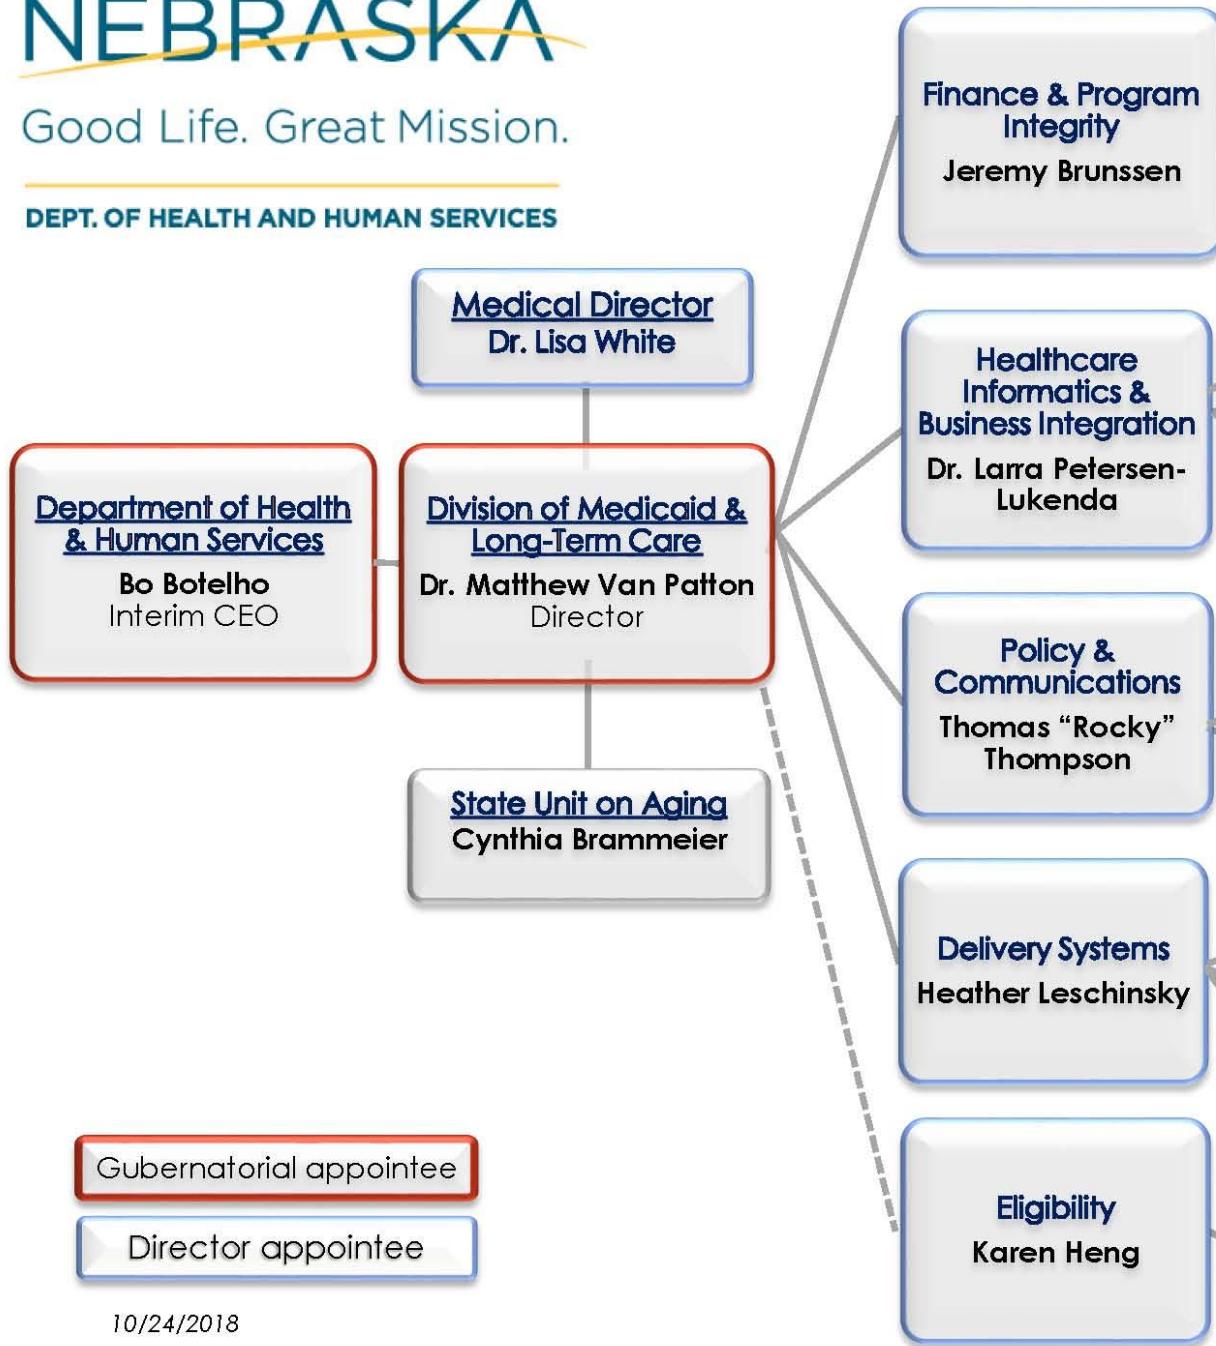 NEBRASKA
Good Life. Great Mission.
DEPT. OF HEALTH AND HUMAN SERVICES
Medical Director
Dr. Lisa White
Department of Health
& Human Services
Bo Botelho
Interim CEO
Division of Medicaid &
Long-Term Care
Dr. Matthew Van Patton
Director
State Unit on Aging
Cynthia Brammeier
Finance & Program
Integrity
Jeremy Brunssen
Healthcare
Informatics &
Business Integration
Dr. Larra Petersen-
Lukenda
Policy &
Communications
Thomas “Rocky”
Thompson
Delivery Systems
Heather Leschinsky
Eligibility
Karen Heng
Gubernatorial appointee
Director appointee
10/24/2018